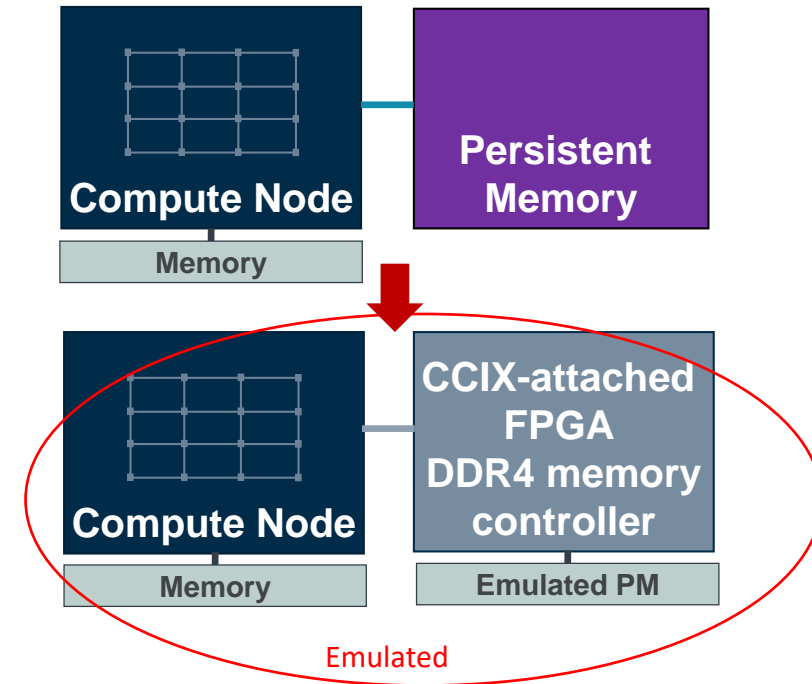 Compute Node
Persistent
Memory
Memory
Compute Node
CCIX-attached
FPGA
DDR4 memory
controller
Memory
Emulated PM
Emulated